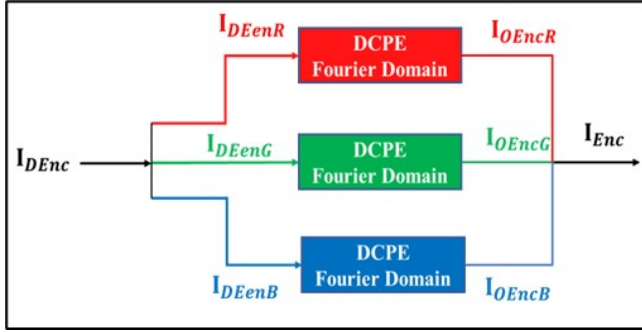 I_DEenR
DCPE
Fourier Domain
I_OEncR
I_DEnc
I_DEenG
DCPE
Fourier Domain
I_OEncG
I_Enc
I_DEenB
DCPE
Fourier Domain
I_OEncB